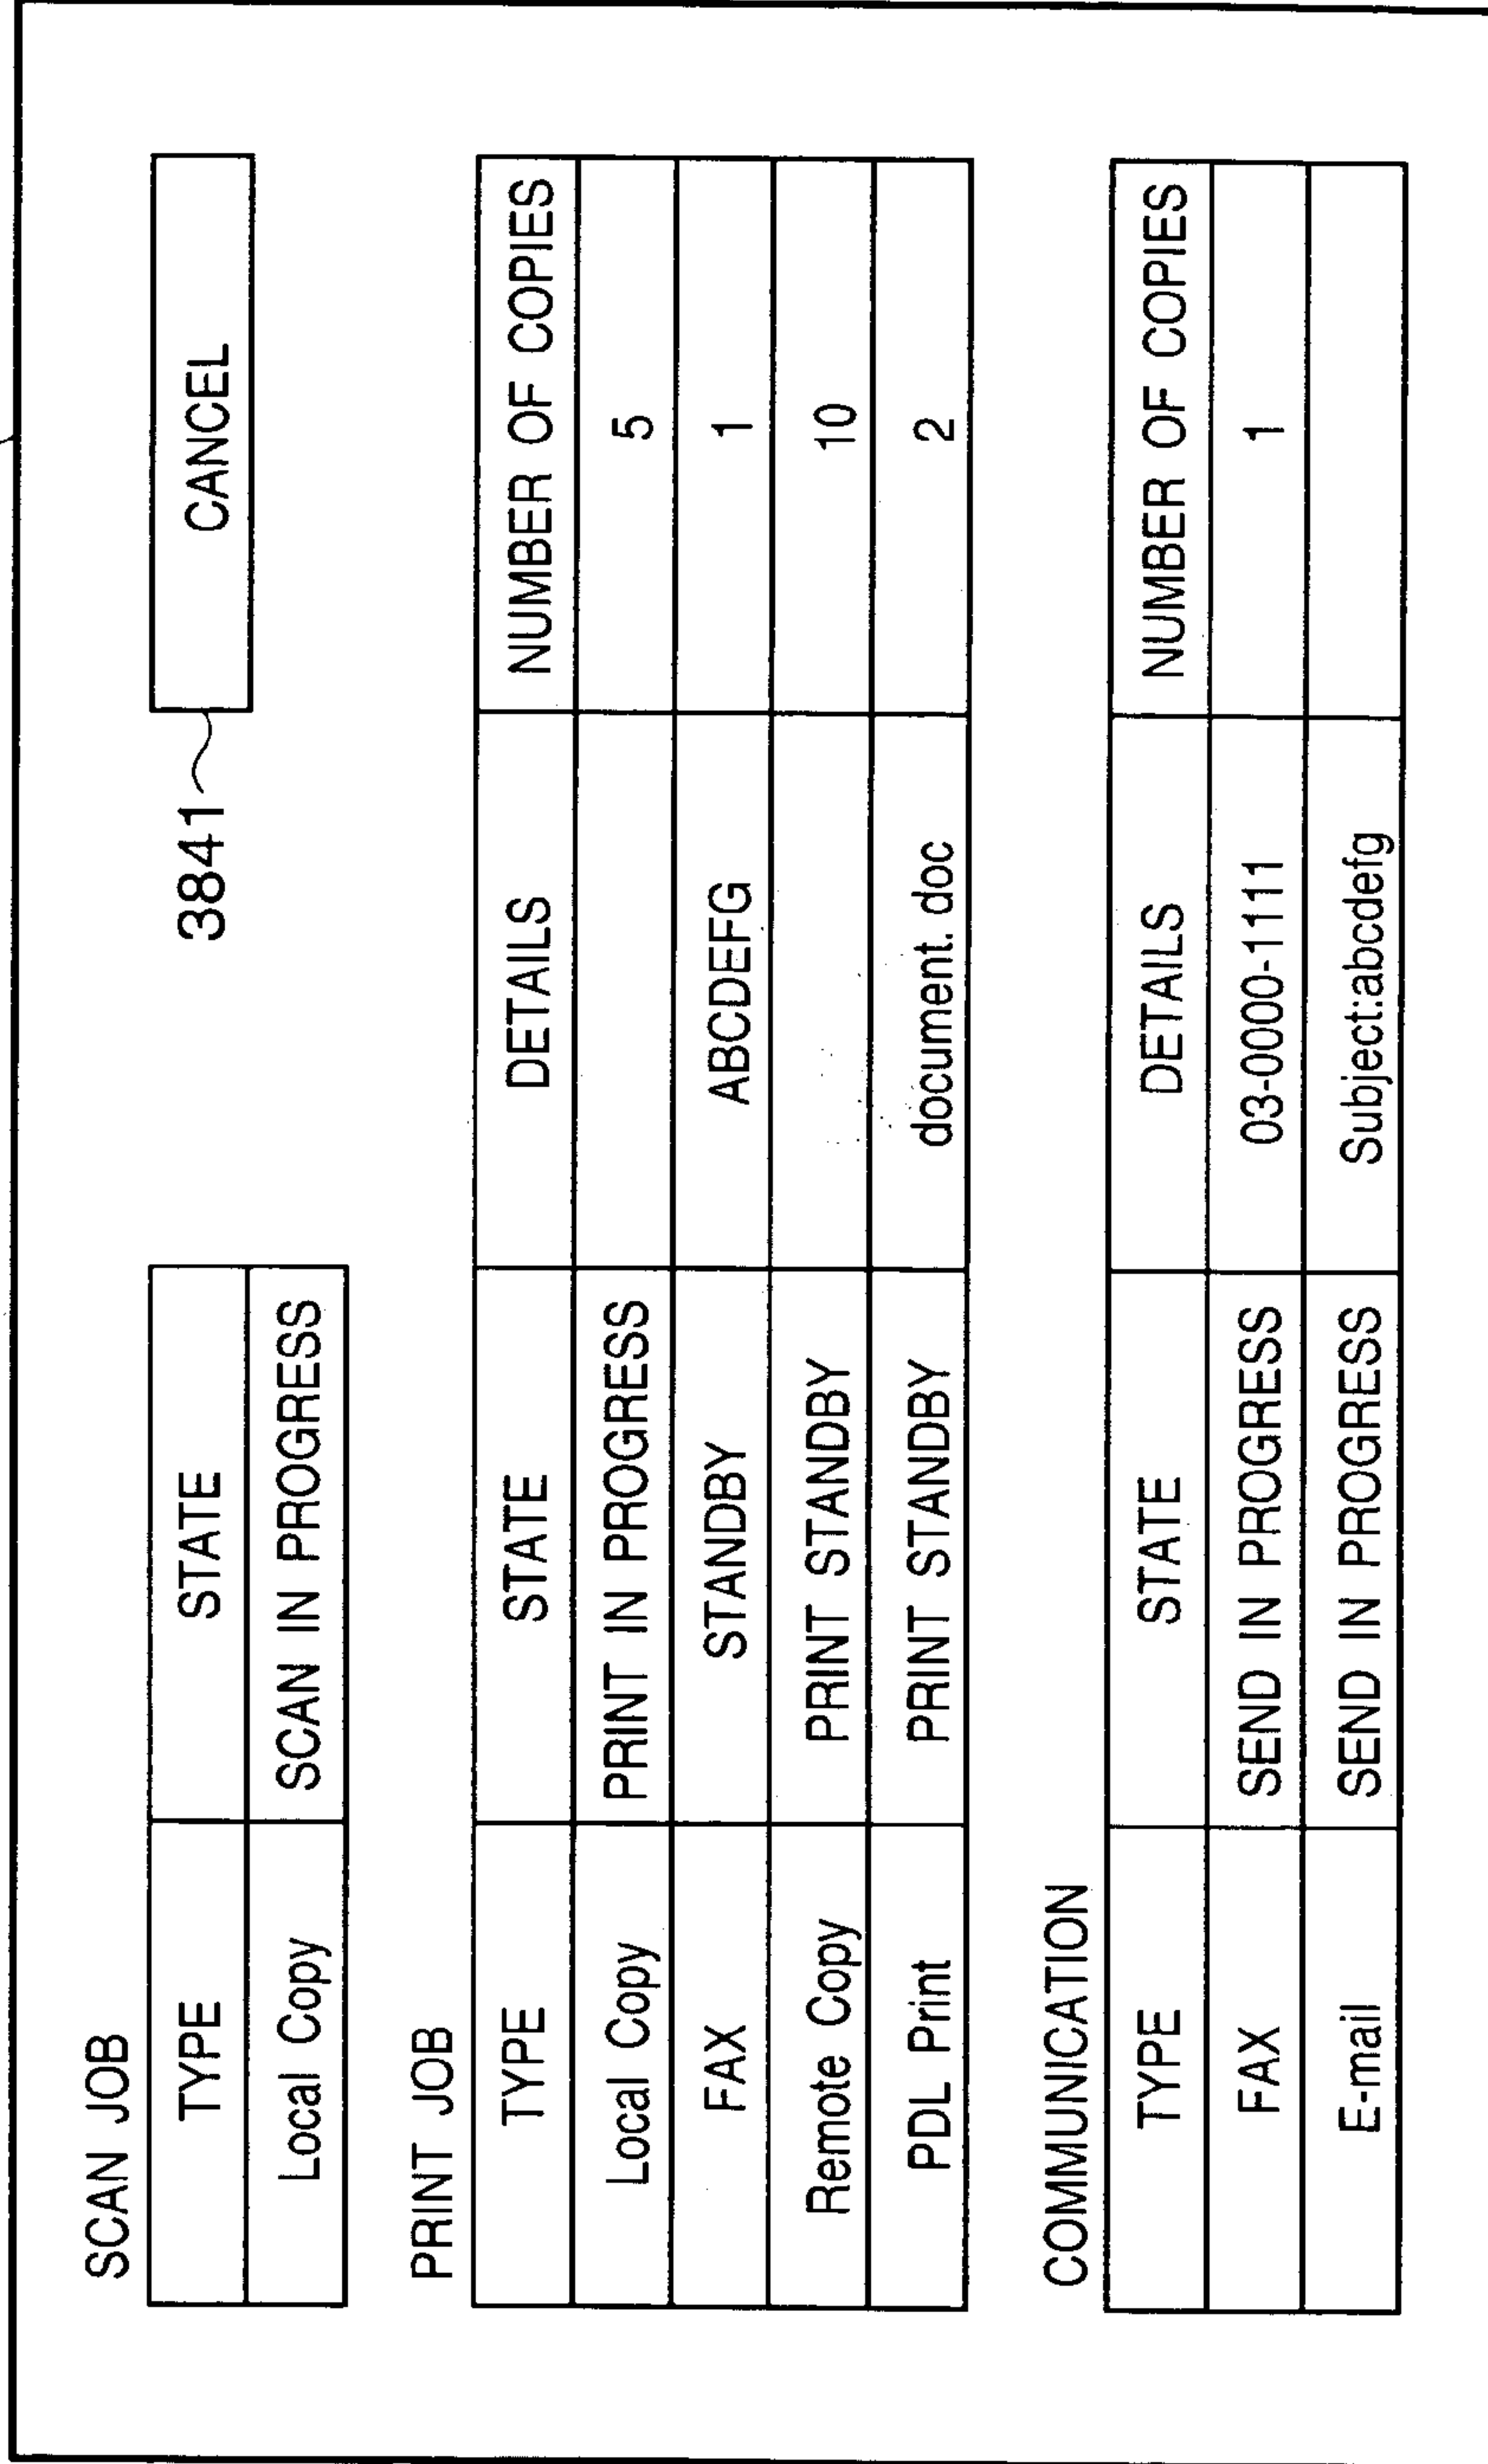 3841 CANCEL
SCAN JOB
TYPE STATE
Local Copy SCAN IN PROGRESS
PRINT JOB
TYPE STATE DETAILS NUMBER OF COPIES
Local Copy PRINT IN PROGRESS 5
FAX STANDBY ABCDEFG 1
Remote Copy PRINT STANDBY 10
PDL Print PRINT STANDBY document. doc 2
COMMUNICATION
TYPE STATE DETAILS NUMBER OF COPIES
FAX SEND IN PROGRESS 03-0000-1111 1
E-mail SEND IN PROGRESS Subject:abcdefg